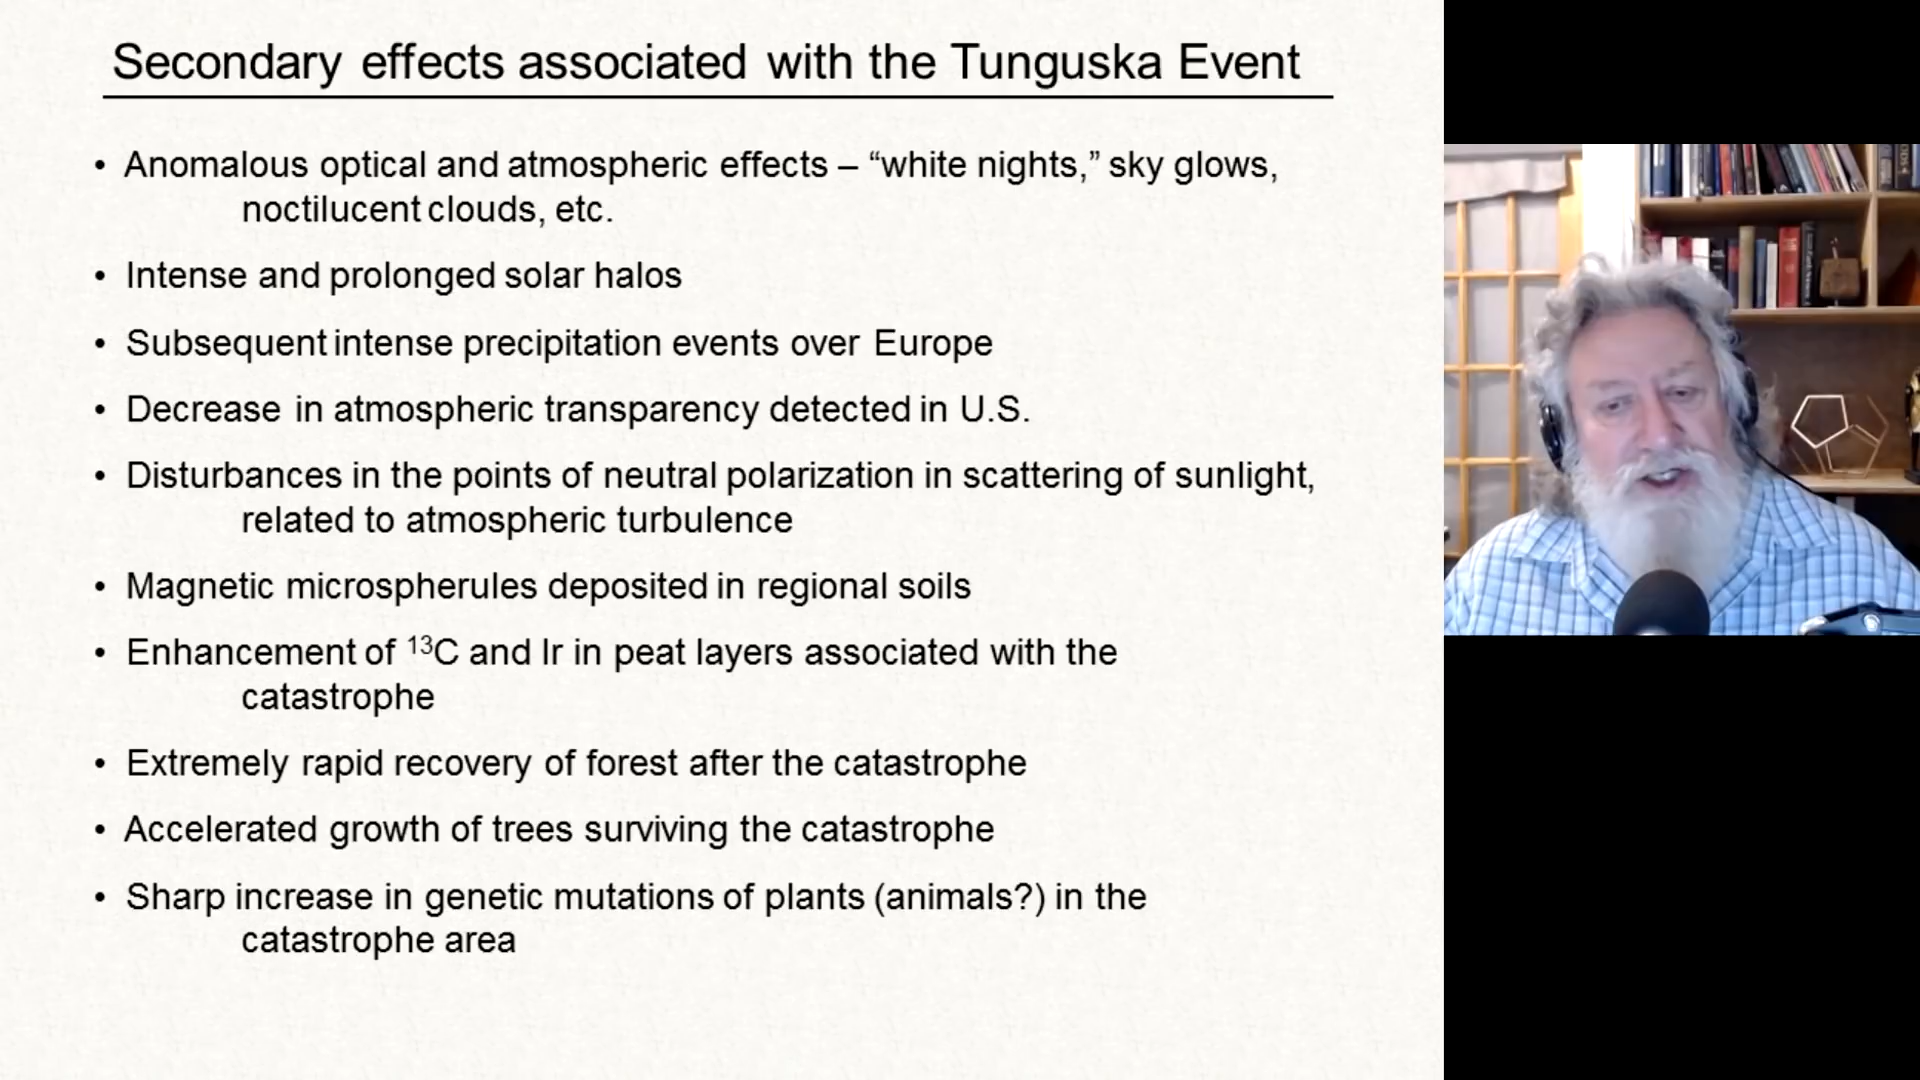 Secondary effects associated with the Tunguska Event
• Anomalous optical and atmospheric effects – “white nights,” sky glows,
noctilucent clouds, etc.
• Intense and prolonged solar halos
• Subsequent intense precipitation events over Europe
• Decrease in atmospheric transparency detected in U.S.
• Disturbances in the points of neutral polarization in scattering of sunlight,
related to atmospheric turbulence
• Magnetic microspherules deposited in regional soils
• Enhancement of ¹³C and Ir in peat layers associated with the
catastrophe
• Extremely rapid recovery of forest after the catastrophe
• Accelerated growth of trees surviving the catastrophe
• Sharp increase in genetic mutations of plants (animals?) in the
catastrophe area